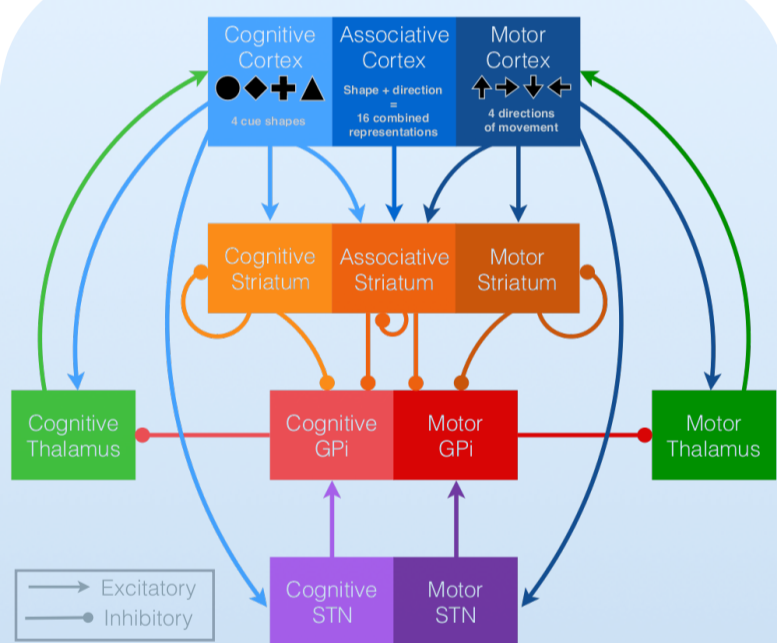 Cognitive
Cortex
4 cue shapes
Associative
Cortex
Shape + direction
=
16 combined
representations
Motor
Cortex
4 directions
of movement
Cognitive
Striatum
Associative
Striatum
Motor
Striatum
Cognitive
Thalamus
Cognitive
GPi
Motor
GPi
Motor
Thalamus
Cognitive
STN
Motor
STN
Excitatory
Inhibitory